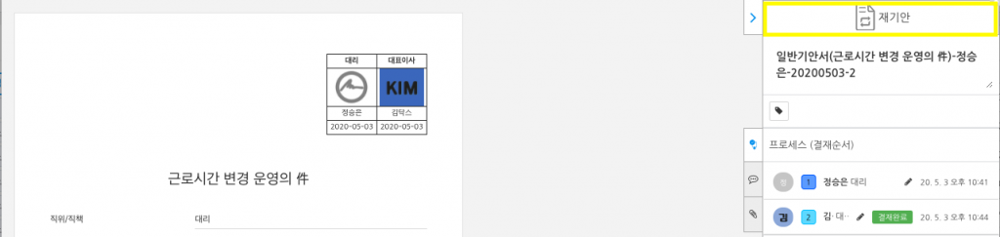 재기안
일반기안서(근로시간 변경 운영의 件)-정승
은-20200503-2
대리 대표이사
KIM
정승은 김탁스
2020-05-03 2020-05-03
프로세스 (결재순서)
정 1 정승은 대리 20. 5. 3 오후 10:41
김 2 김· 대·· 결재완료 20. 5. 3 오후 10:44
근로시간 변경 운영의 件
직위/직책 대리